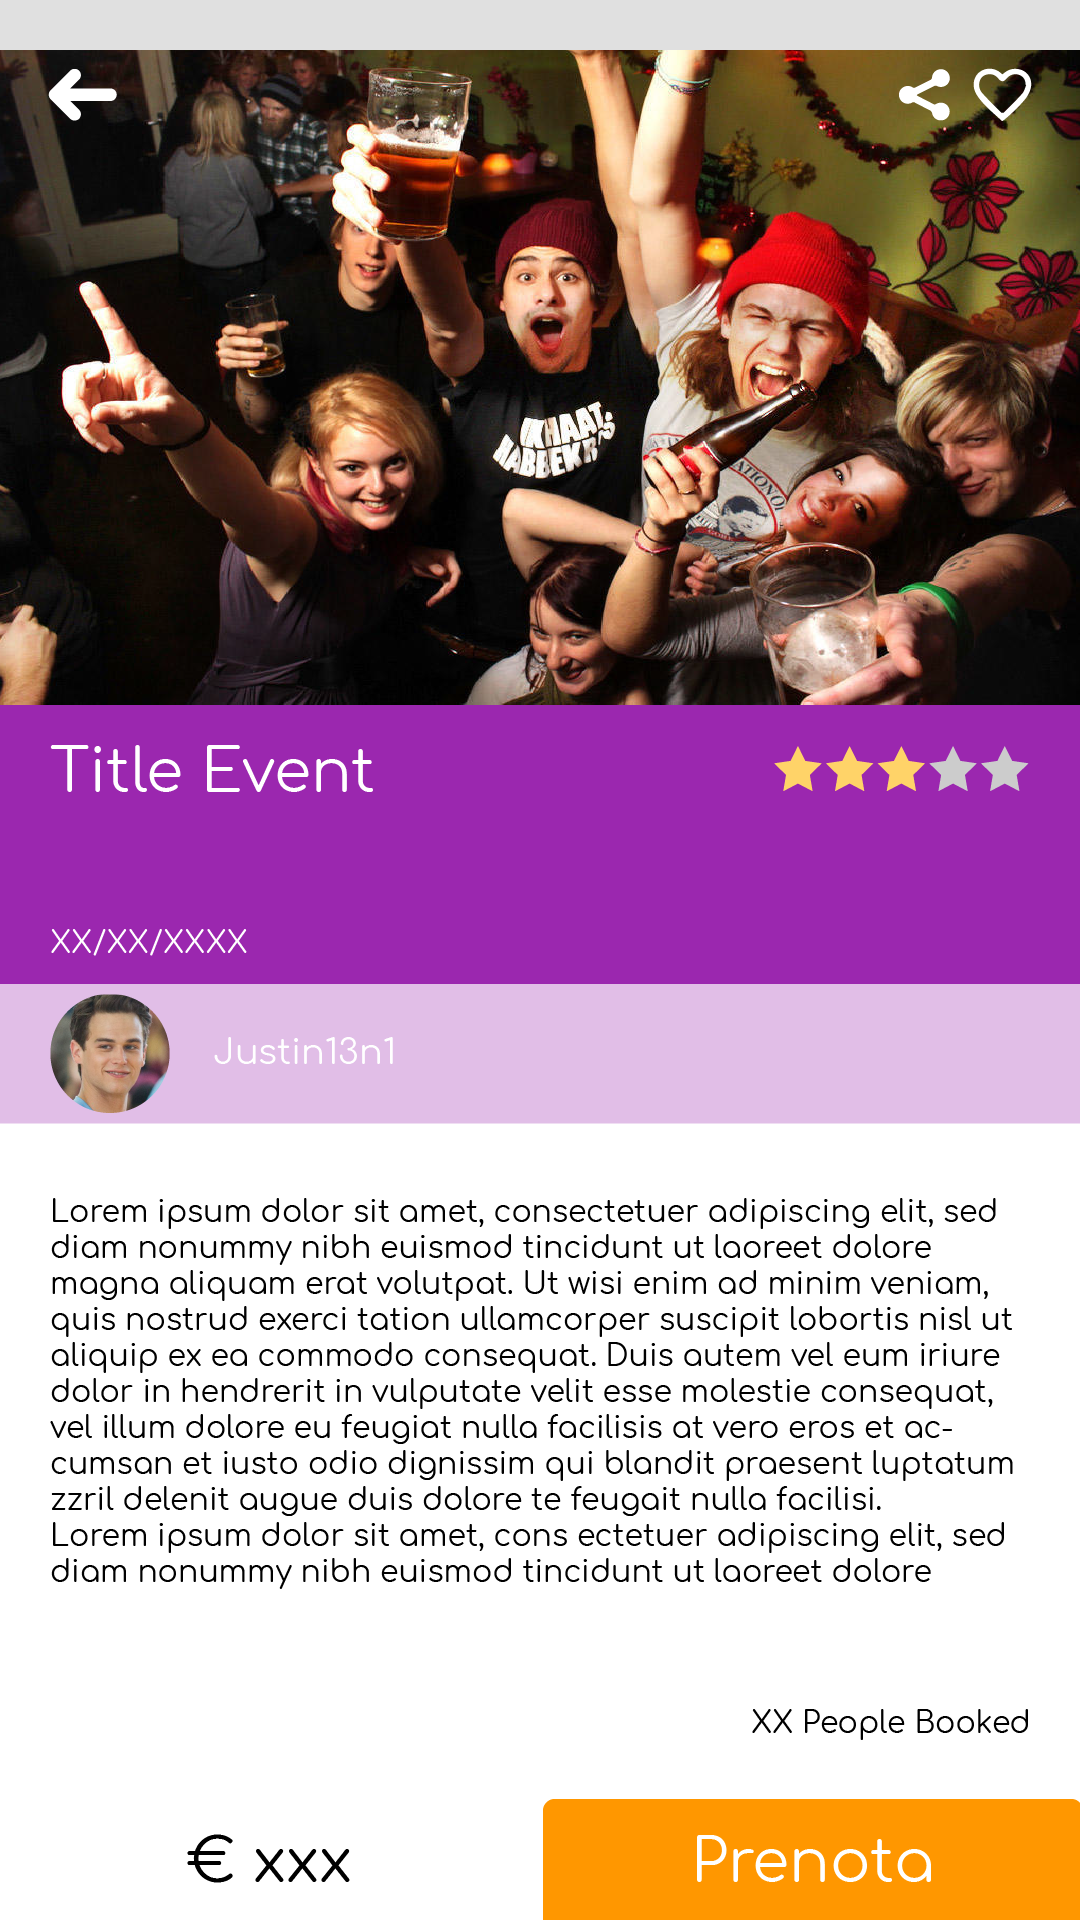 IKHAAT
Title Event
XX/XX/XXXX
Justin13n1
Lorem ipsum dolor sit amet, consectetuer adipiscing elit, sed
diam nonummy nibh euismod tincidunt ut laoreet dolore
magna aliquam erat volutpat. Ut wisi enim ad minim veniam,
quis nostrud exerci tation ullamcorper suscipit lobortis nisl ut
aliquip ex ea commodo consequat. Duis autem vel eum iriure
dolor in hendrerit in vulputate velit esse molestie consequat,
vel illum dolore eu feugiat nulla facilisis at vero eros et ac-
cumsan et iusto odio dignissim qui blandit praesent luptatum
zzril delenit augue duis dolore te feugait nulla facilisi.
Lorem ipsum dolor sit amet, cons ectetuer adipiscing elit, sed
diam nonummy nibh euismod tincidunt ut laoreet dolore
XX People Booked
€ xxx
Prenota